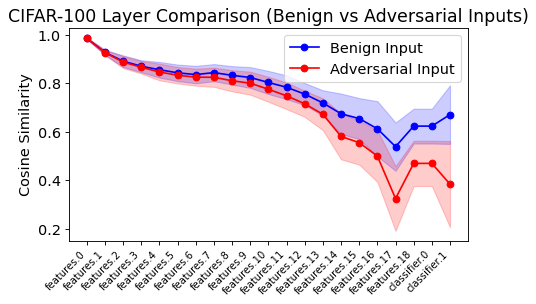 CIFAR-100 Layer Comparison (Benign vs Adversarial Inputs)
1.0
0.8
0.6
0.4
0.2
Cosine Similarity
Benign Input
Adversarial Input
features.0
features.1
features.2
features.3
features.4
features.5
features.6
features.7
features.8
features.9
features.10
features.11
features.12
features.13
features.14
features.15
features.16
features.17
features.18
classifier.0
classifier.1